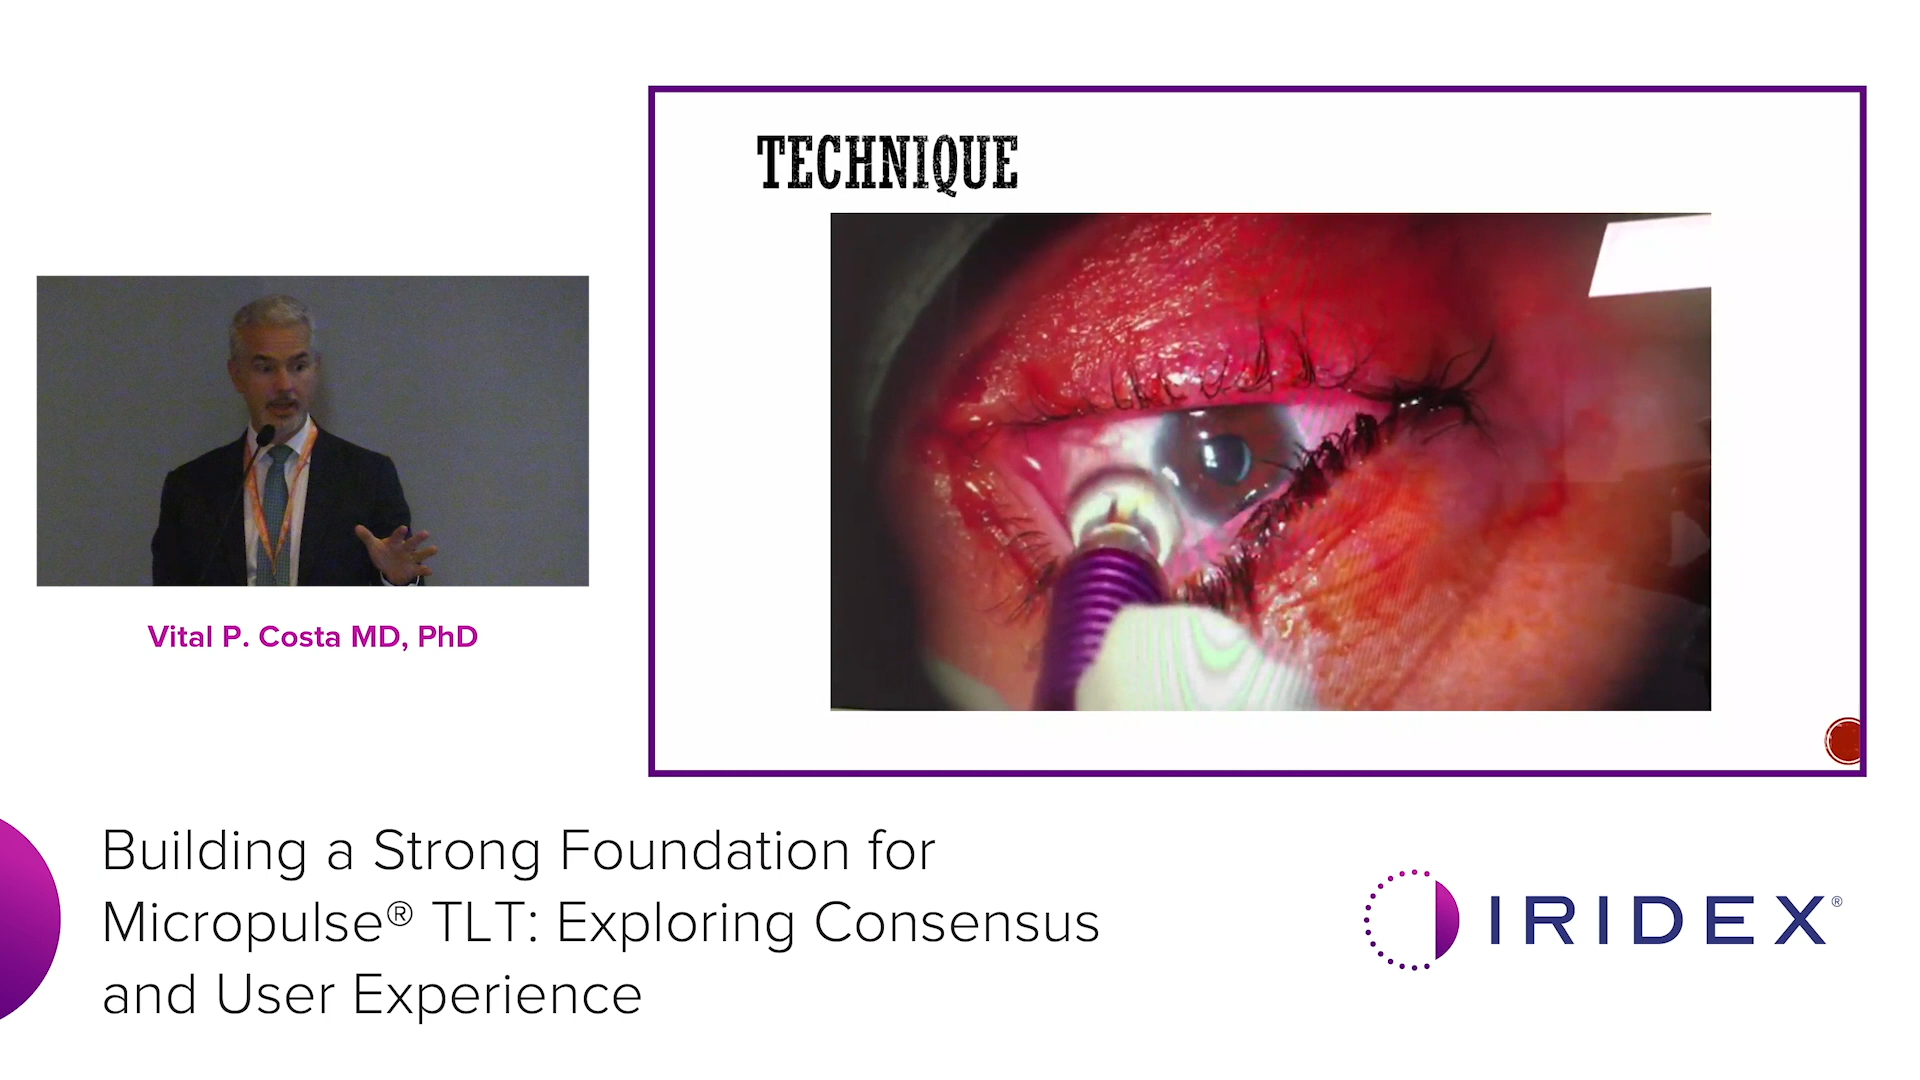 TECHNIQUE
Vital P. Costa MD, PhD
Building a Strong Foundation for
Micropulse® TLT: Exploring Consensus
and User Experience
IRIDEX®